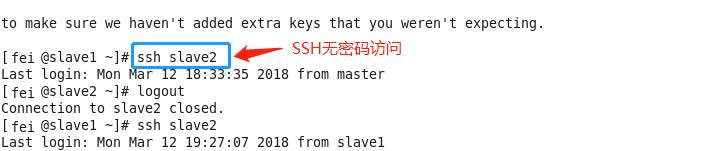 to make sure we haven't added extra keys that you weren't expecting.
[fei @slave1 ~]# ssh slave2
SSH无密码访问
Last login: Mon Mar 12 18:33:35 2018 from master
[fei @slave2 ~]# logout
Connection to slave2 closed.
[fei @slave1 ~]# ssh slave2
Last login: Mon Mar 12 19:27:07 2018 from slave1